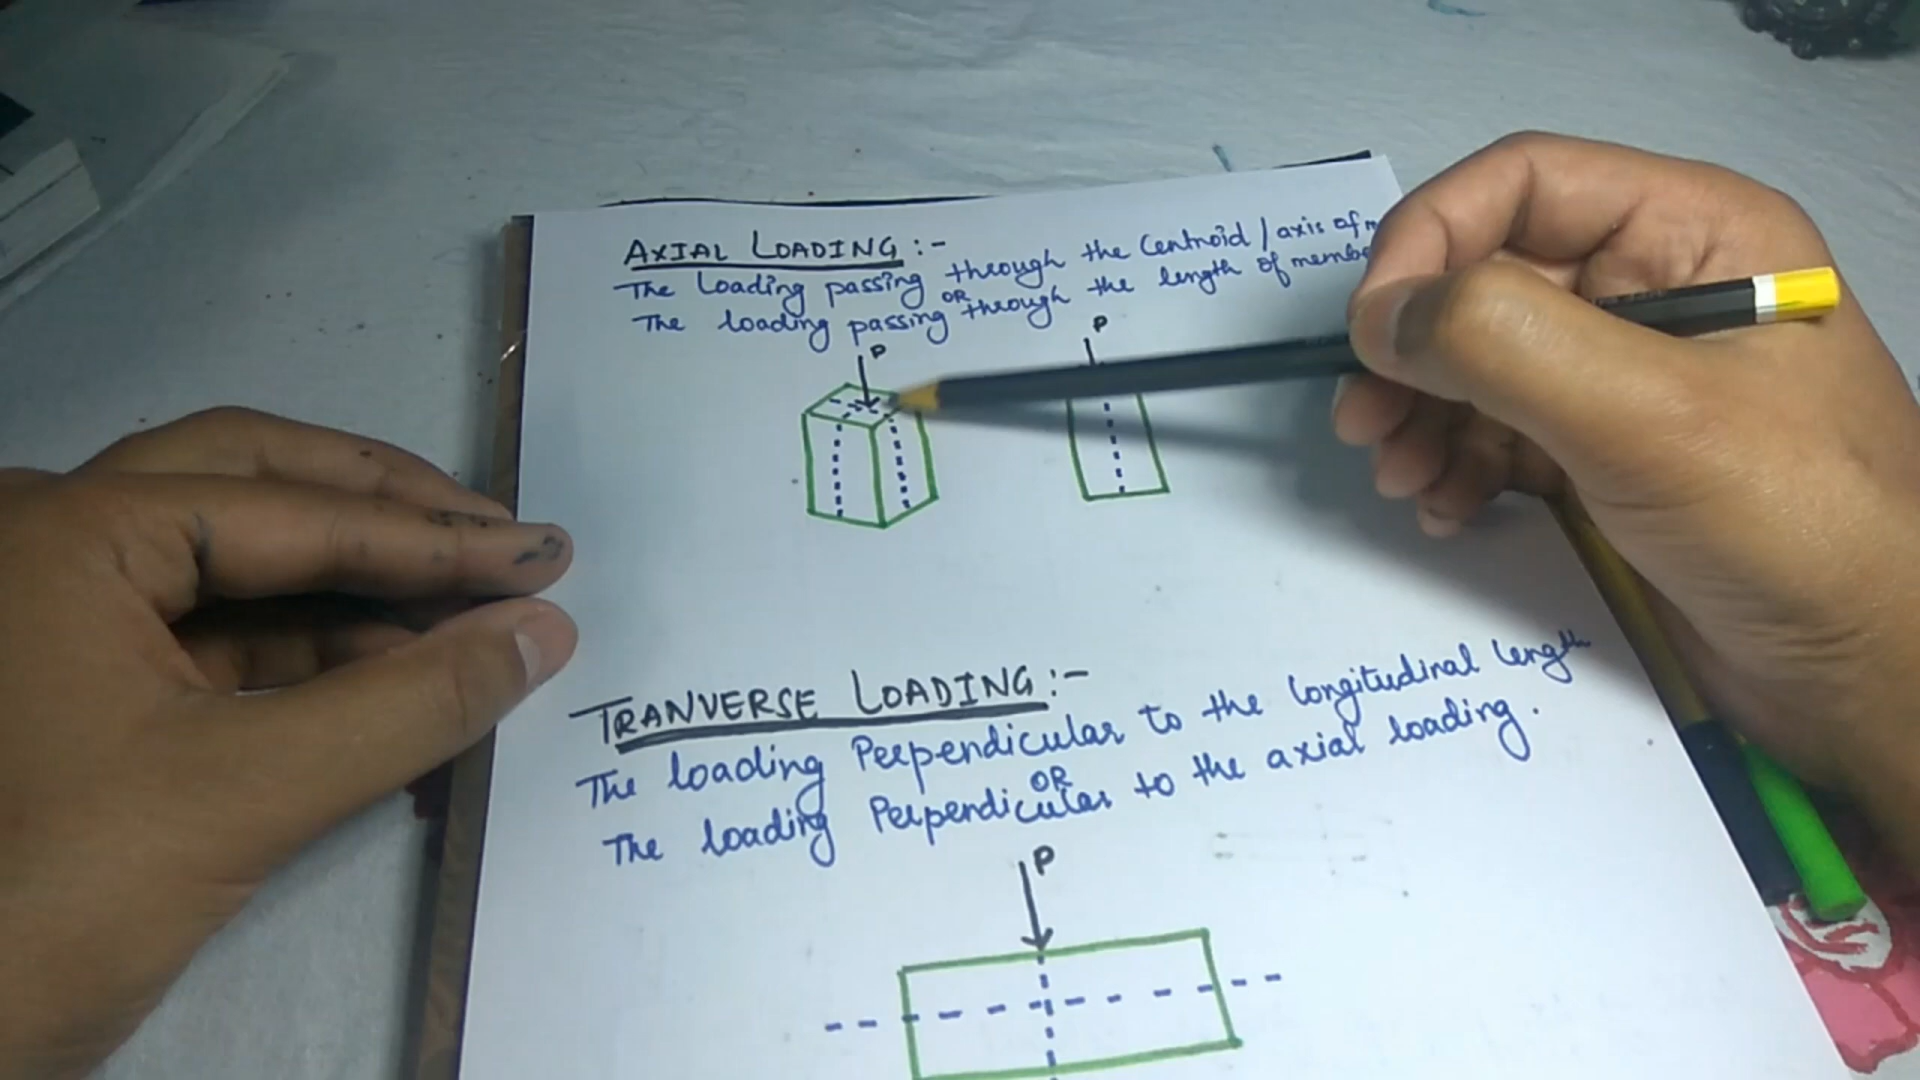 AXIAL LOADING :-
The Loading passing through the Centroid / axis of
OR
The loading passing through the length of
P
P
TRANVERSE LOADING :-
The loading Perpendicular to the longitudinal length
OR
The loading Perpendicular to the axial loading.
P